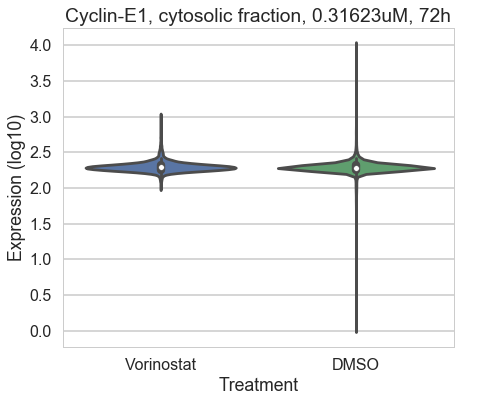 Cyclin-E1, cytosolic fraction, 0.31623uM, 72h
4.0
3.5
3.0
2.5
2.0
1.5
1.0
0.5
0.0
Expression (log10)
Vorinostat DMSO
Treatment